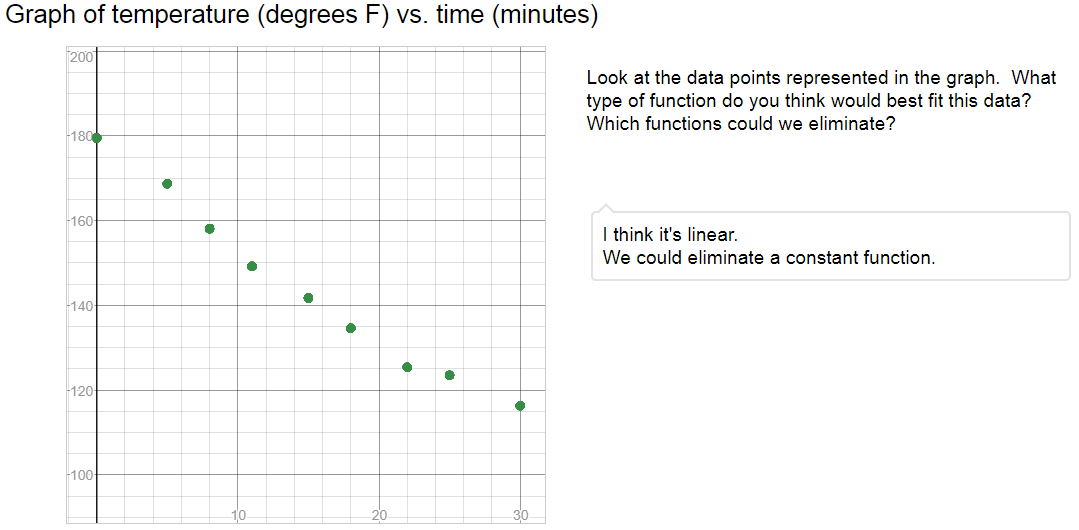 Graph of temperature (degrees F) vs. time (minutes)
200
180
160
140
120
100
10
20
30
Look at the data points represented in the graph.  What
type of function do you think would best fit this data?
Which functions could we eliminate?
I think it's linear.
We could eliminate a constant function.